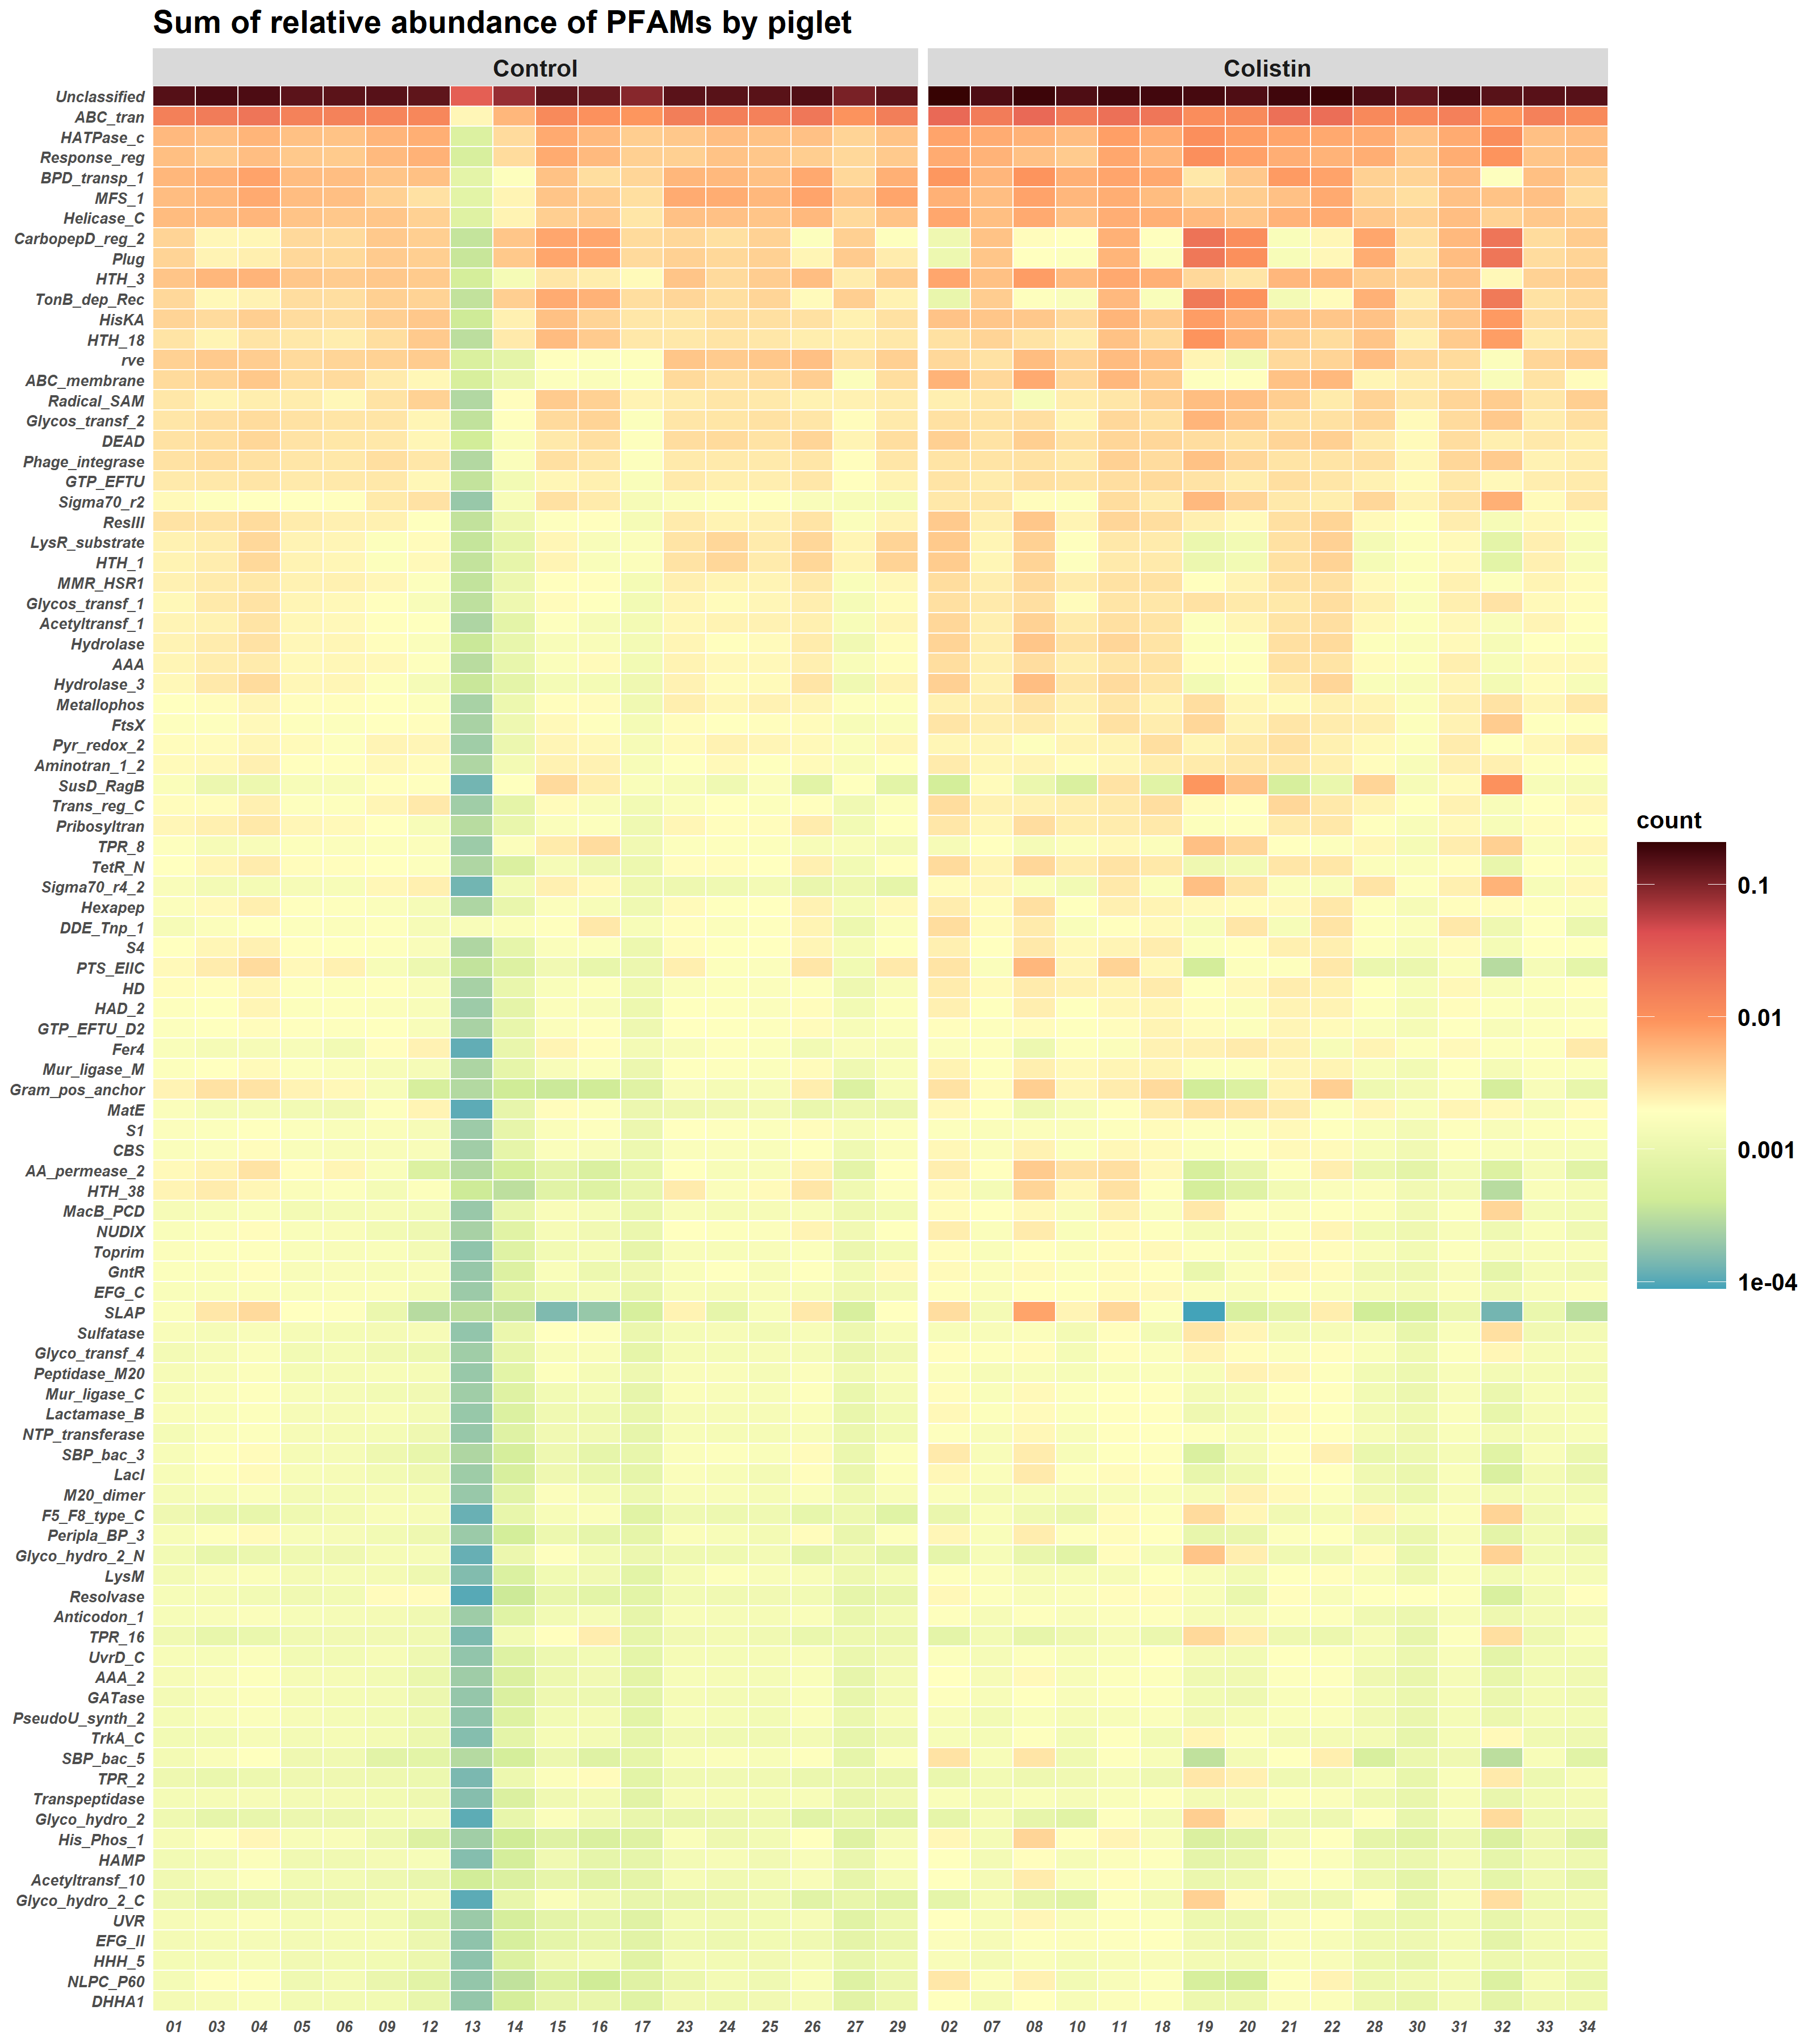 Sum of relative abundance of PFAMs by piglet
Control Colistin
Unclassified
ABC_tran
HATPase_c
Response_reg
BPD_transp_1
MFS_1
Helicase_C
CarbopepD_reg_2
Plug
HTH_3
TonB_dep_Rec
HisKA
HTH_18
rve
ABC_membrane
Radical_SAM
Glycos_transf_2
DEAD
Phage_integrase
GTP_EFTU
Sigma70_r2
ResIII
LysR_substrate
HTH_1
MMR_HSR1
Glycos_transf_1
Acetyltransf_1
Hydrolase
AAA
Hydrolase_3
Metallophos
FtsX
Pyr_redox_2
Aminotran_1_2
SusD_RagB
Trans_reg_C
Pribosyltran
TPR_8
TetR_N
Sigma70_r4_2
Hexapep
DDE_Tnp_1
S4
PTS_EIIC
HD
HAD_2
GTP_EFTU_D2
Fer4
Mur_ligase_M
Gram_pos_anchor
MatE
S1
CBS
AA_permease_2
HTH_38
MacB_PCD
NUDIX
Toprim
GntR
EFG_C
SLAP
Sulfatase
Glyco_transf_4
Peptidase_M20
Mur_ligase_C
Lactamase_B
NTP_transferase
SBP_bac_3
LacI
M20_dimer
F5_F8_type_C
Peripla_BP_3
Glyco_hydro_2_N
LysM
Resolvase
Anticodon_1
TPR_16
UvrD_C
AAA_2
GATase
PseudoU_synth_2
TrkA_C
SBP_bac_5
TPR_2
Transpeptidase
Glyco_hydro_2
His_Phos_1
HAMP
Acetyltransf_10
Glyco_hydro_2_C
UVR
EFG_II
HHH_5
NLPC_P60
DHHA1
01 03 04 05 06 09 12 13 14 15 16 17 23 24 25 26 27 29 02 07 08 10 11 18 19 20 21 22 28 30 31 32 33 34
count
0.1
0.01
0.001
1e-04